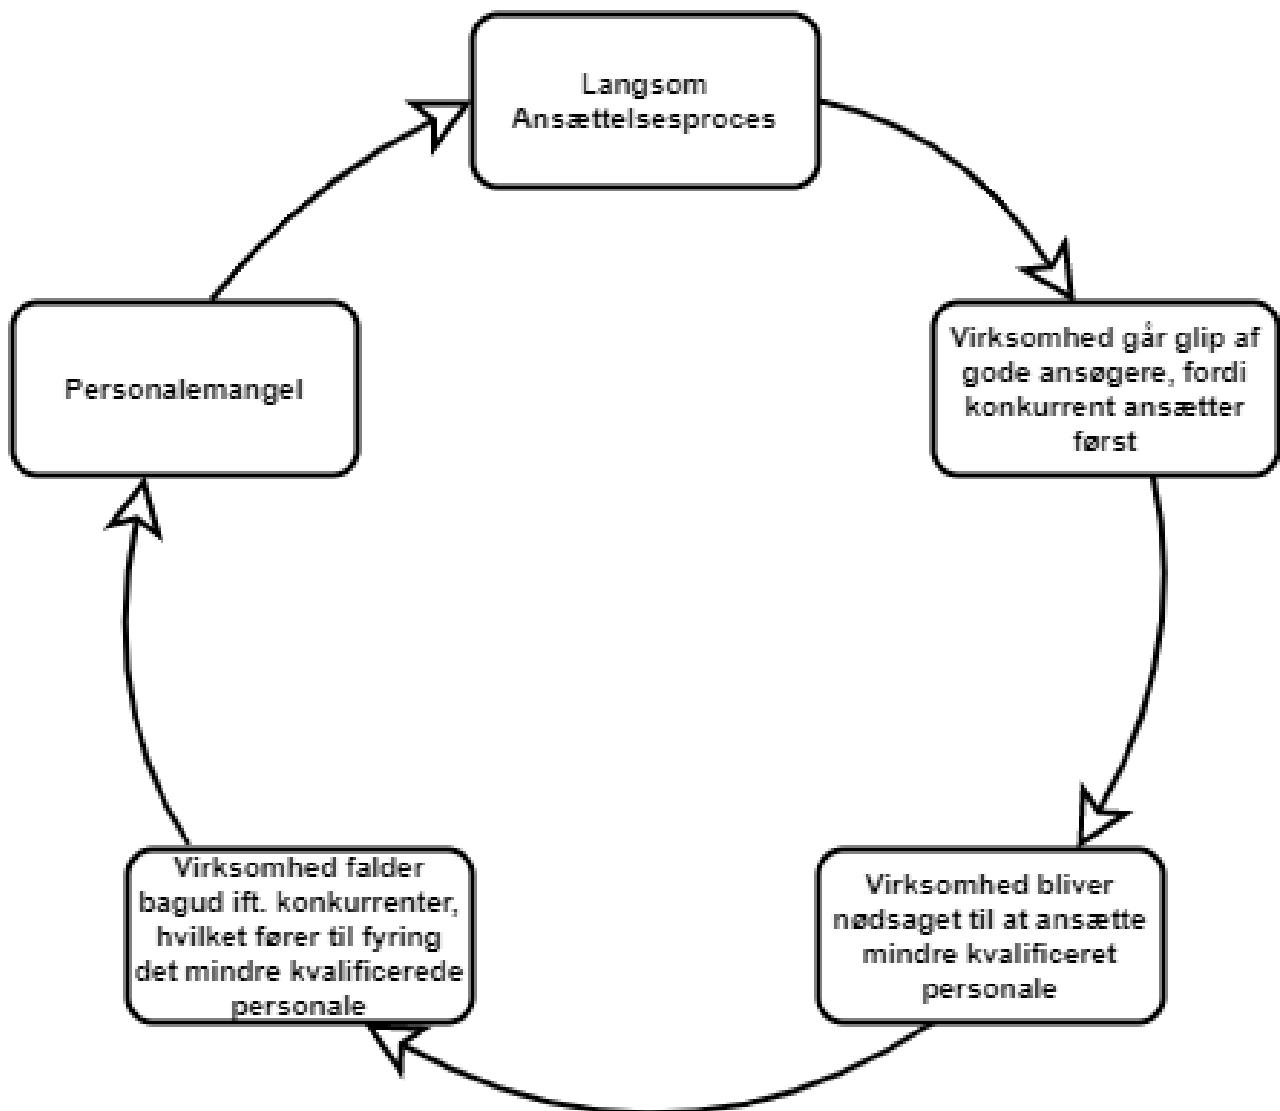 Langsom
Ansættelsesproces
Virksomhed går glip af
gode ansøgere, fordi
konkurrent ansætter
først
Virksomhed bliver
nødsaget til at ansætte
mindre kvalificeret
personale
Virksomhed falder
bagud ift. konkurrenter,
hvilket fører til fyring
det mindre kvalificerede
personale
Personalemangel